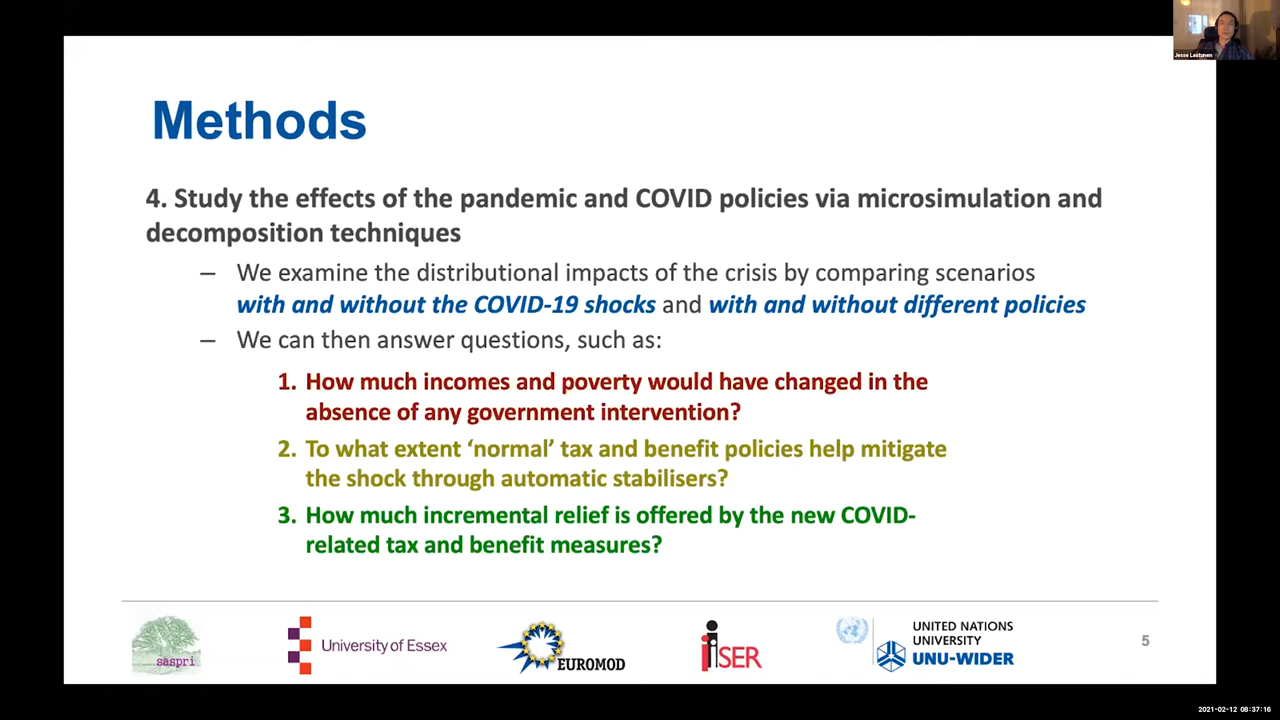 Jesse Lastunen
Methods
4. Study the effects of the pandemic and COVID policies via microsimulation and
decomposition techniques
– We examine the distributional impacts of the crisis by comparing scenarios
with and without the COVID-19 shocks and with and without different policies
– We can then answer questions, such as:
1. How much incomes and poverty would have changed in the
absence of any government intervention?
2. To what extent ‘normal’ tax and benefit policies help mitigate
the shock through automatic stabilisers?
3. How much incremental relief is offered by the new COVID-
related tax and benefit measures?
saspri
University of Essex
EUROMOD
iSER
UNITED NATIONS
UNIVERSITY
UNU-WIDER
5
2021-02-12 08:37:16